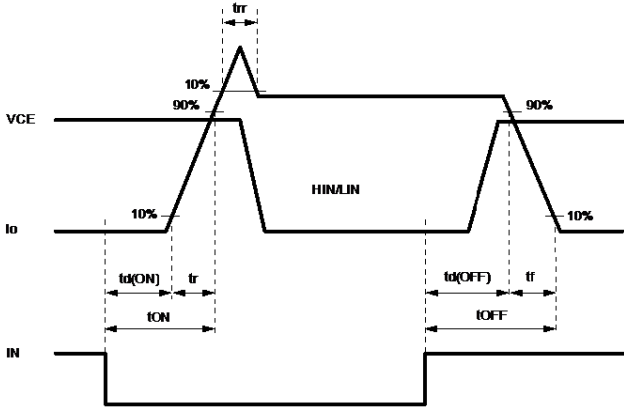 trr
10%
90%
90%
VCE
HIN/LIN
10%
10%
Io
td(ON)
tr
td(OFF)
tf
tON
tOFF
IN